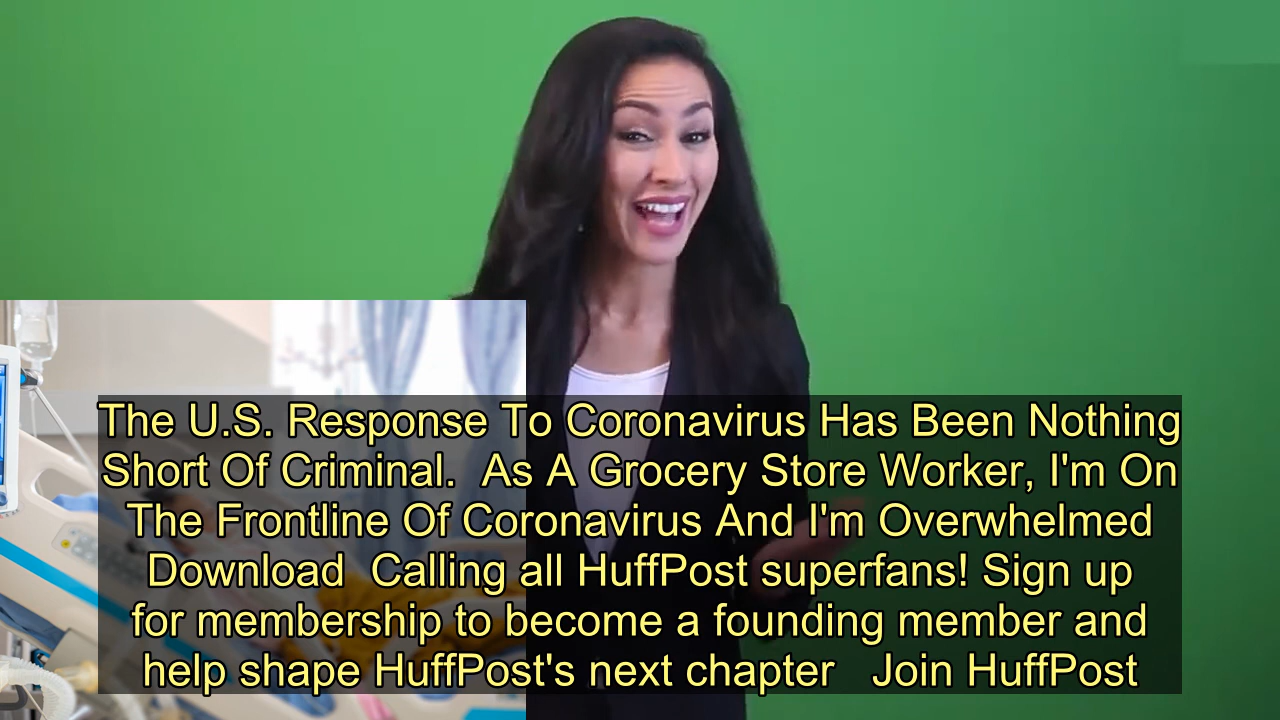 The U.S. Response To Coronavirus Has Been Nothing
Short Of Criminal.  As A Grocery Store Worker, I'm On
The Frontline Of Coronavirus And I'm Overwhelmed
Download  Calling all HuffPost superfans! Sign up
for membership to become a founding member and
help shape HuffPost's next chapter   Join HuffPost